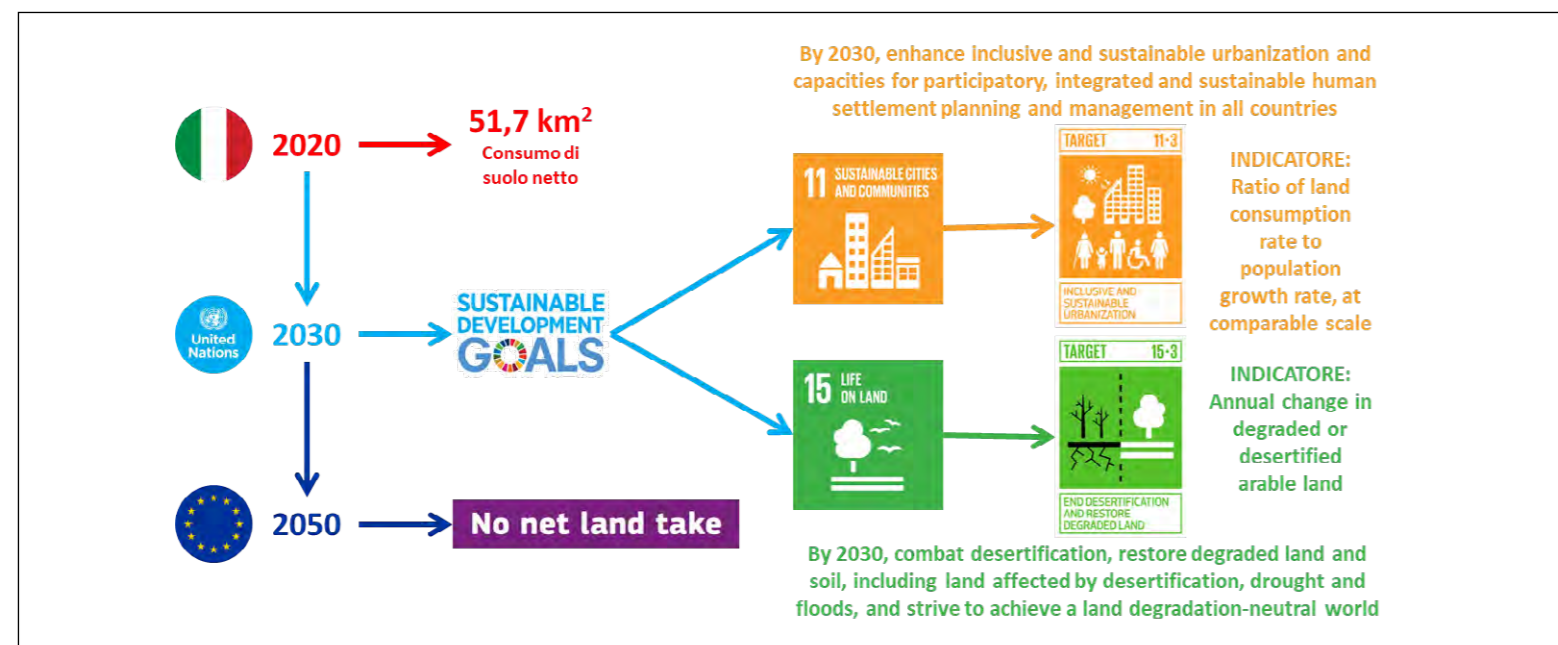 By 2030, enhance inclusive and sustainable urbanization and
capacities for participatory, integrated and sustainable human
settlement planning and management in all countries
2020
51,7 km²
Consumo di
suolo netto
11 SUSTAINABLE CITIES
AND COMMUNITIES
TARGET 11·3
INCLUSIVE AND
SUSTAINABLE
URBANIZATION
INDICATORE:
Ratio of land
consumption
rate to
population
growth rate, at
comparable scale
United
Nations
2030
SUSTAINABLE
DEVELOPMENT
GOALS
15 LIFE
ON LAND
TARGET 15·3
END DESERTIFICATION
AND RESTORE
DEGRADED LAND
INDICATORE:
Annual change in
degraded or
desertified
arable land
2050
No net land take
By 2030, combat desertification, restore degraded land and
soil, including land affected by desertification, drought and
floods, and strive to achieve a land degradation-neutral world